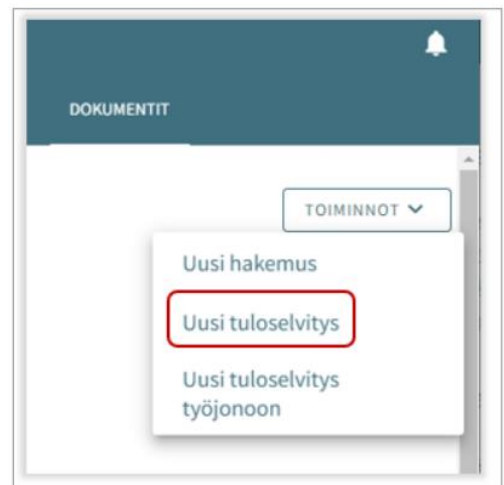 DOKUMENTIT
TOIMINNOT
Uusi hakemus
Uusi tuloselvitys
Uusi tuloselvitys
työjonoon